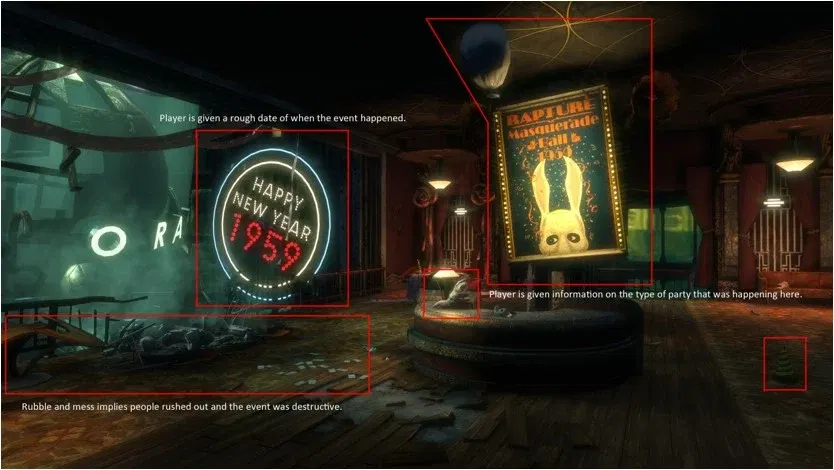 Player is given a rough date of when the event happened.
HAPPY
NEW YEAR
1959
O RA
RAPTURE
Masquerade
Ball
1959
Player is given information on the type of party that was happening here.
Rubble and mess implies people rushed out and the event was destructive.